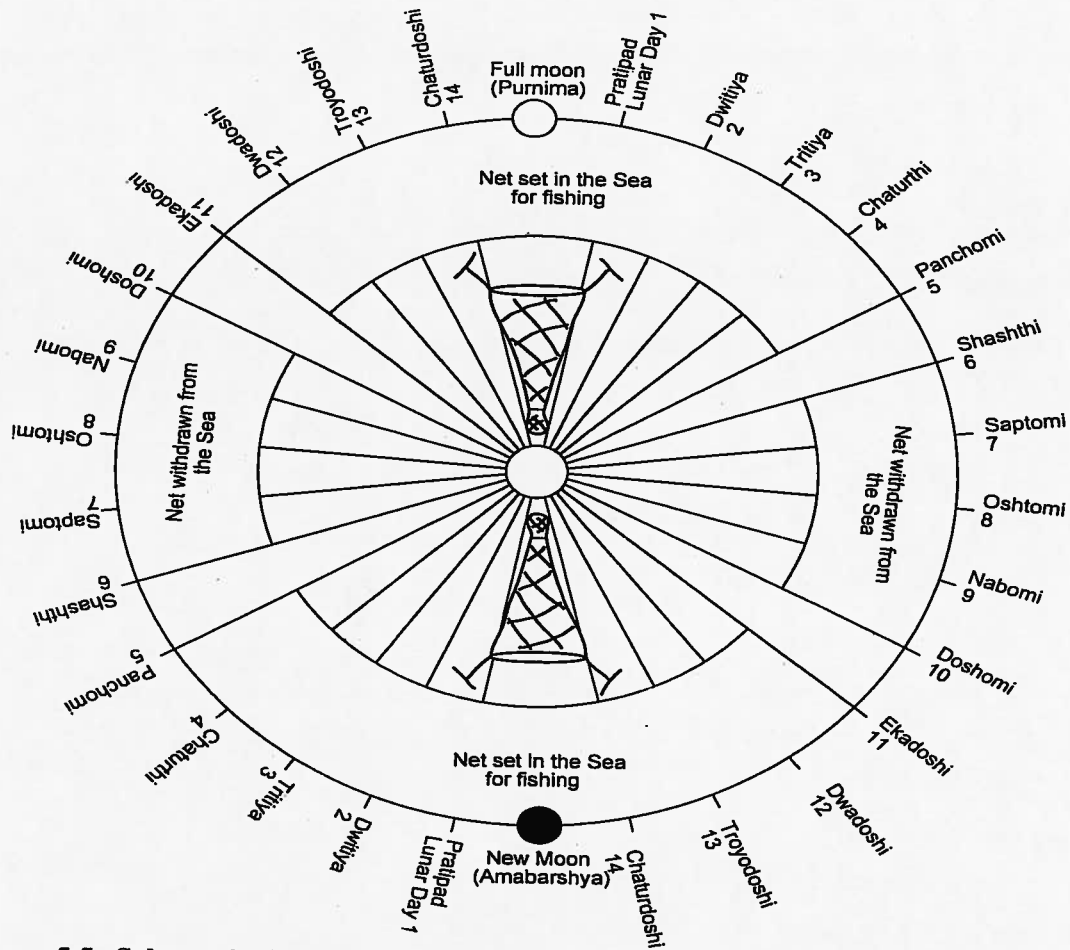 Full moon
(Purnima)
Pratipad
Lunar Day 1
Dwitiya
2
Tritiya
3
Chaturthi
4
Panchomi
5
Shashthi
6
Saptomi
7
Oshtomi
8
Nabomi
9
Doshomi
10
Ekadoshi
11
Dwadoshi
12
Troyodoshi
13
Chaturdoshi
14
New Moon
(Amabarshya)
Pratipad
Lunar Day 1
Dwitiya
2
Tritiya
3
Chaturthi
4
Panchomi
5
Shashthi
6
Saptomi
7
Oshtomi
8
Nabomi
9
Doshomi
10
Ekadoshi
11
Dwadoshi
12
Troyodoshi
13
Chaturdoshi
14
Net set in the Sea
for fishing
Net withdrawn from
the Sea
Net withdrawn from
the Sea
Net set in the Sea
for fishing